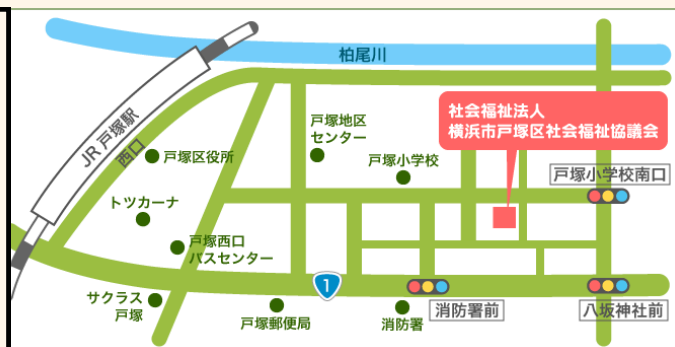 柏尾川
JR 戸塚駅
西口
戸塚区役所
戸塚地区
センター
戸塚小学校
社会福祉法人
横浜市戸塚区社会福祉協議会
戸塚小学校南口
トツカーナ
戸塚西口
バスセンター
サクラス
戸塚
1
戸塚郵便局
消防署
消防署前
八坂神社前